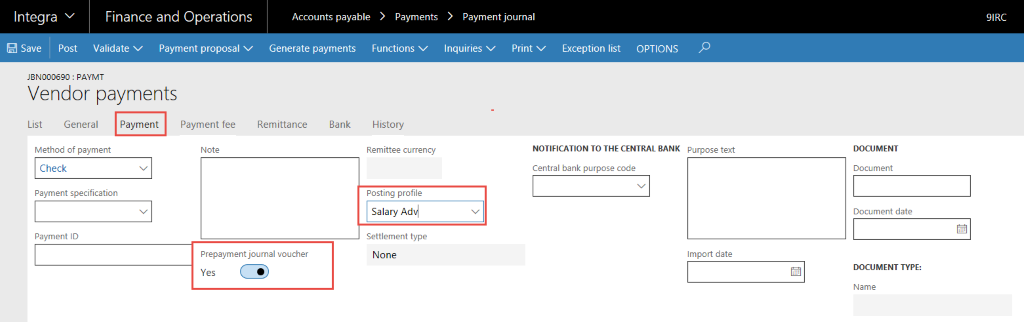 Integra Finance and Operations Accounts payable Payments Payment journal 9IRC
Save Post Validate Payment proposal Generate payments Functions Inquiries Print Exception list OPTIONS
JBN000690 : PAYMT
Vendor payments
List General Payment Payment fee Remittance Bank History
Method of payment
Check
Payment specification
Payment ID
Note
Prepayment journal voucher
Yes
Remittee currency
Posting profile
Salary Adv
Settlement type
None
NOTIFICATION TO THE CENTRAL BANK
Central bank purpose code
Purpose text
Import date
DOCUMENT
Document
Document date
DOCUMENT TYPE:
Name